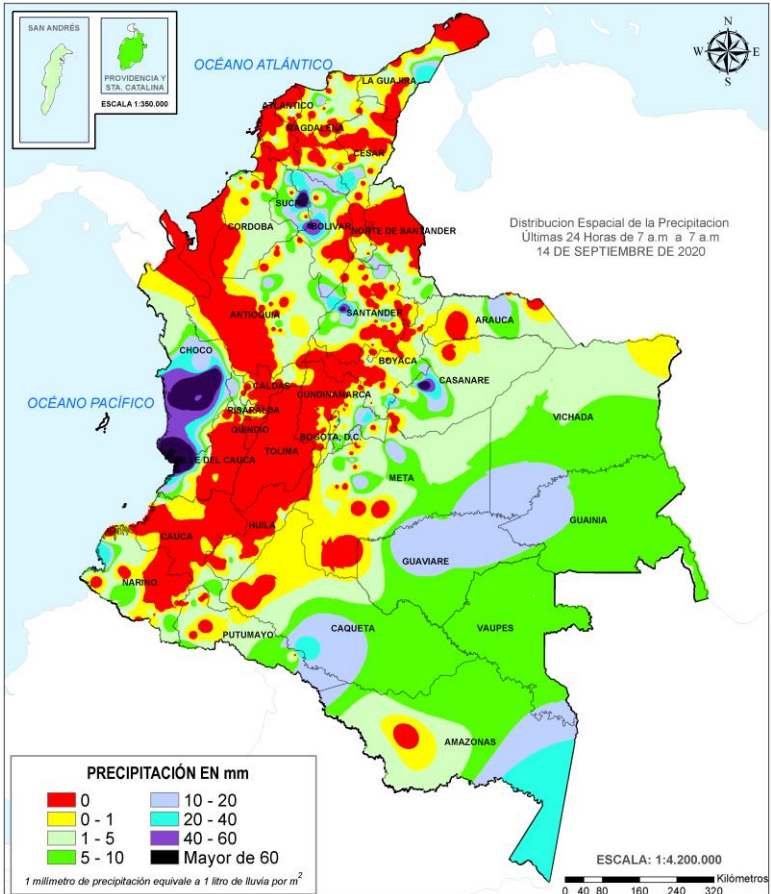 SAN ANDRÉS
PROVIDENCIA Y
STA. CATALINA
ESCALA 1:350.000
OCÉANO ATLÁNTICO
N
W
E
S
LA GUAJIRA
ATLANTICO
MAGDALENA
CESAR
SUCRE
BOLIVAR
CORDOBA
NORTE DE SANTANDER
Distribucion Espacial de la Precipitacion
Últimas 24 Horas de 7 a.m a 7 a.m
14 DE SEPTIEMBRE DE 2020
ANTIOQUIA
SANTANDER
ARAUCA
CHOCO
BOYACA
CASANARE
OCÉANO PACÍFICO
CALDAS
CUNDINAMARCA
RISARALDA
VICHADA
QUINDIO
BOGOTA, D.C.
TOLIMA
VALLE DEL CAUCA
META
GUAINIA
HUILA
CAUCA
GUAVIARE
NARIÑO
PUTUMAYO
CAQUETA
VAUPES
AMAZONAS
PRECIPITACIÓN EN mm
0
10 - 20
0 - 1
20 - 40
1 - 5
40 - 60
5 - 10
Mayor de 60
1 milímetro de precipitación equivale a 1 litro de lluvia por m²
ESCALA: 1:4.200.000
Kilómetros
0 40 80 160 240 320